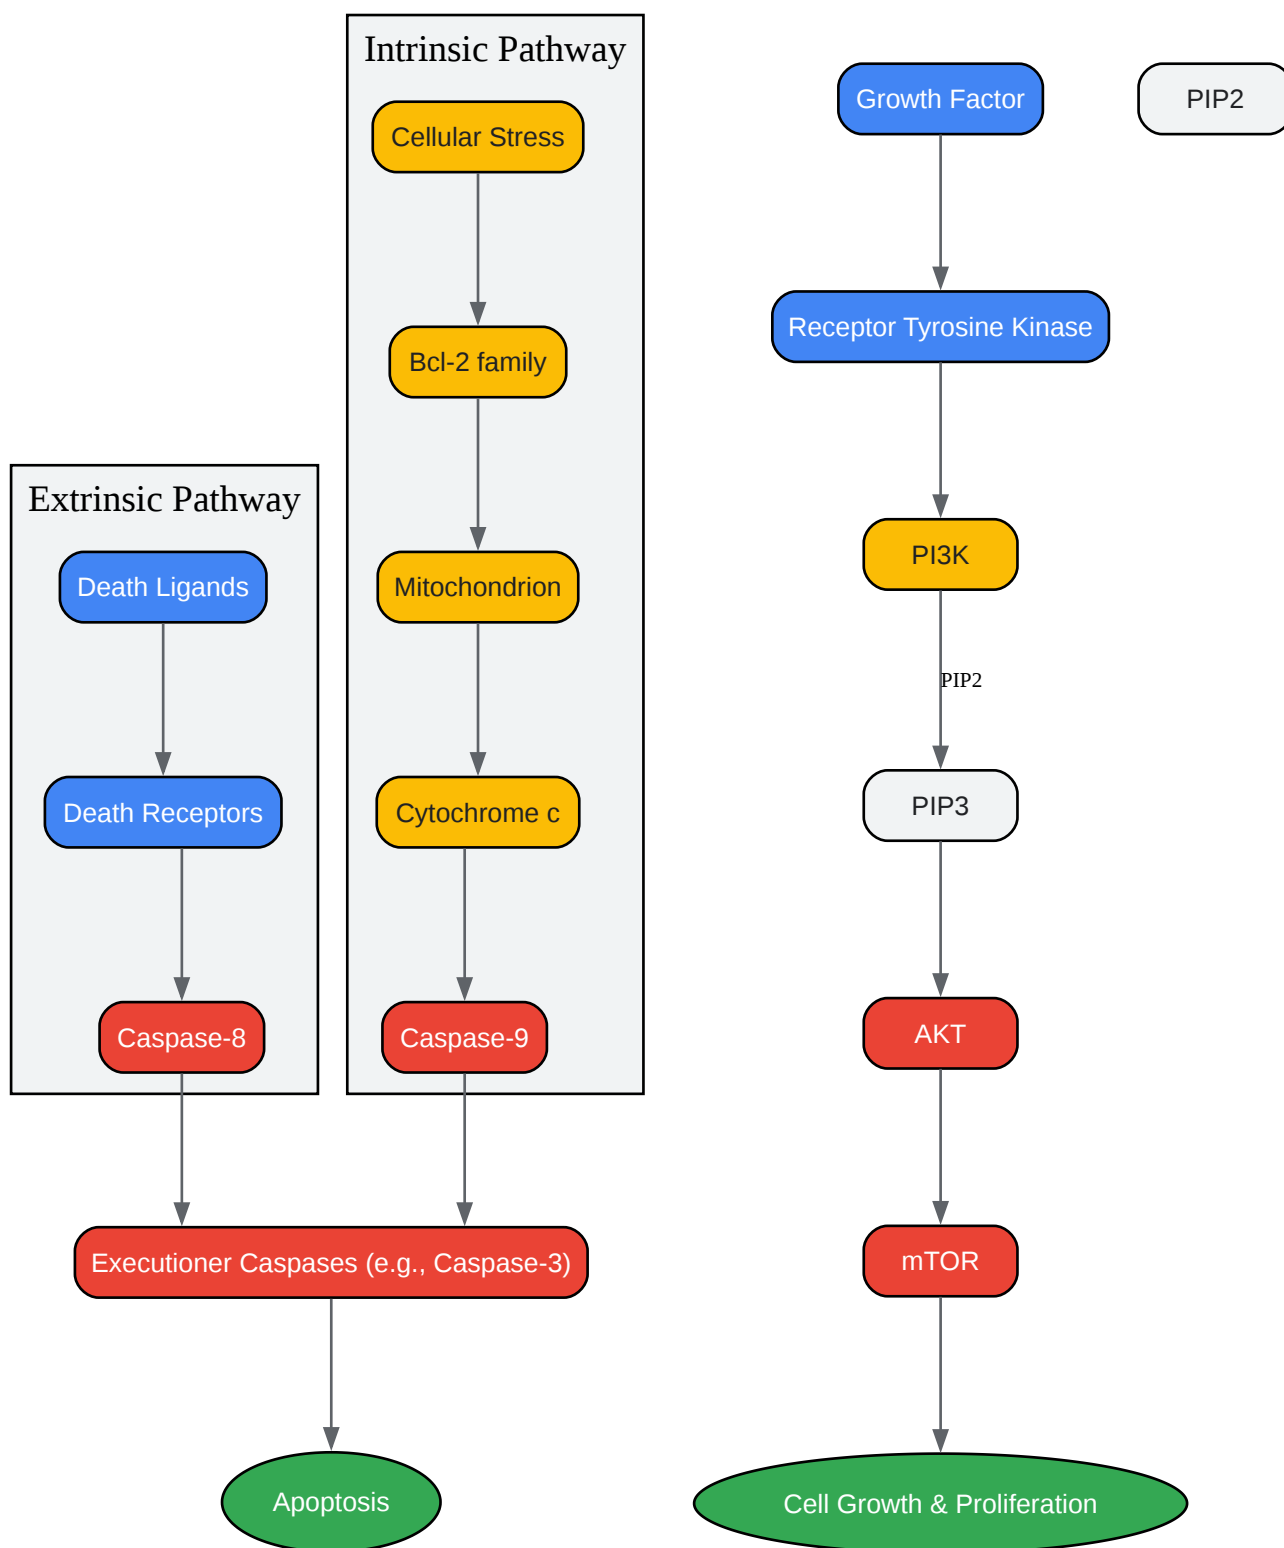 Extrinsic Pathway
Death Ligands
Death Receptors
Caspase-8
Intrinsic Pathway
Cellular Stress
Bcl-2 family
Mitochondrion
Cytochrome c
Caspase-9
Executioner Caspases (e.g., Caspase-3)
Apoptosis
Growth Factor
Receptor Tyrosine Kinase
PI3K
PIP2
PIP3
AKT
mTOR
Cell Growth & Proliferation
PIP2